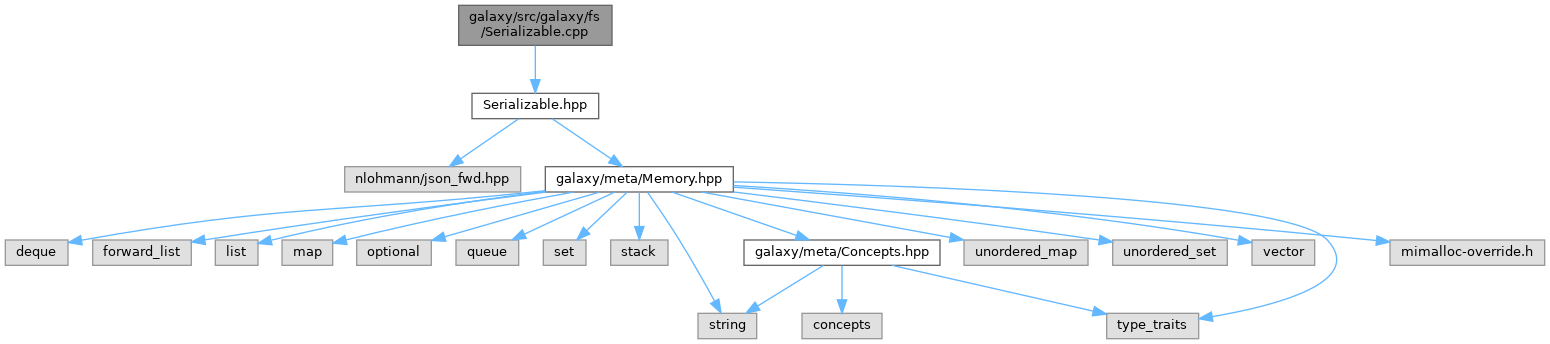 galaxy/src/galaxy/fs
/Serializable.cpp
Serializable.hpp
nlohmann/json_fwd.hpp
galaxy/meta/Memory.hpp
deque
forward_list
list
map
optional
queue
set
stack
galaxy/meta/Concepts.hpp
unordered_map
unordered_set
vector
mimalloc-override.h
string
concepts
type_traits